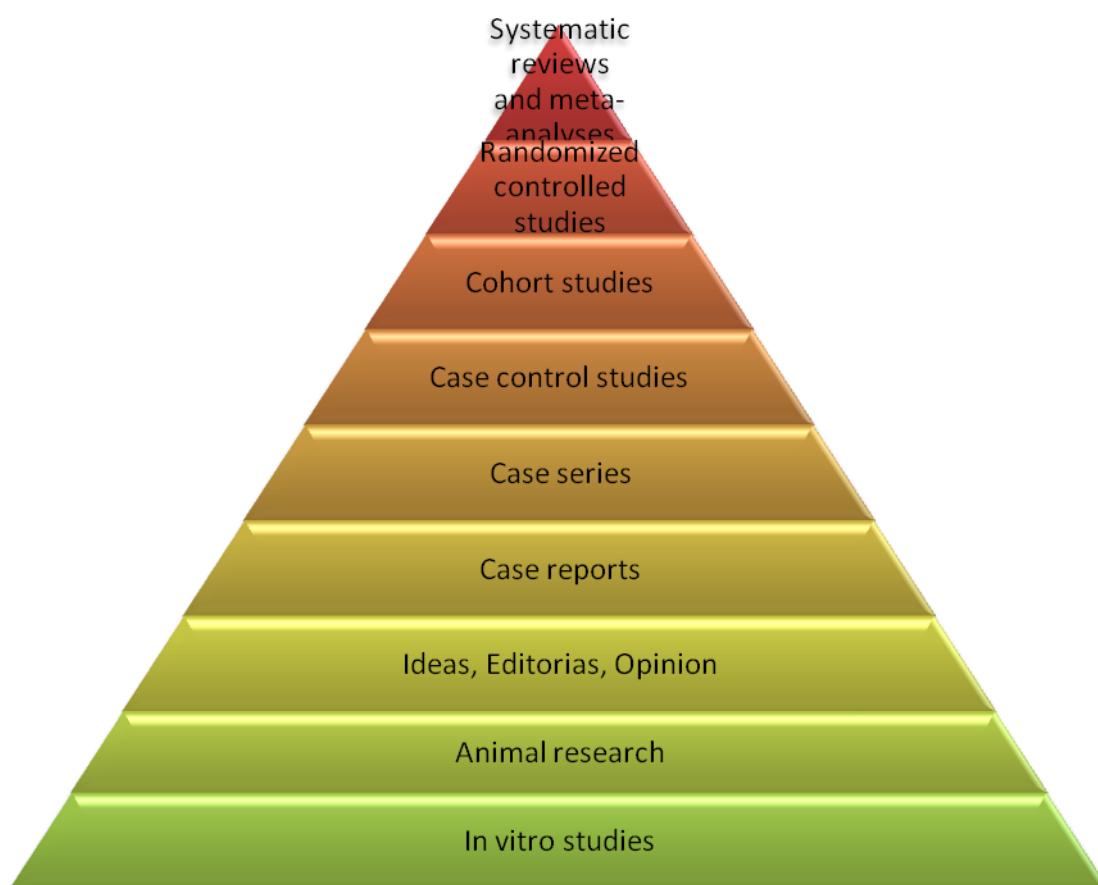 Systematic
reviews
and meta-
analyses
Randomized
controlled
studies
Cohort studies
Case control studies
Case series
Case reports
Ideas, Editorias, Opinion
Animal research
In vitro studies